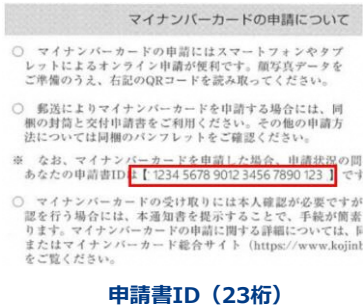 マイナンバーカードの申請について
○ マイナンバーカードの申請にはスマートフォンやタブ
レットによるオンライン申請が便利です。顔写真データを
ご準備のうえ、右記のQRコードを読み取ってください。
○ 郵送によりマイナンバーカードを申請する場合には、同
梱の封筒と交付申請書をご利用ください。その他の申請方
法については同梱のパンフレットをご確認ください。
※ なお、マイナンバーカードを申請した場合、申請状況の問
あなたの申請書IDは【 1234 5678 9012 3456 7890 123 】です
○ マイナンバーカードの受け取りには本人確認が必要ですが
認を行う場合には、本通知書を提示することで、手続が簡素
ります。マイナンバーカードの申請に関する詳細については、同
またはマイナンバーカード総合サイト（https://www.kojinb
をご覧ください。
申請書ID（23桁）